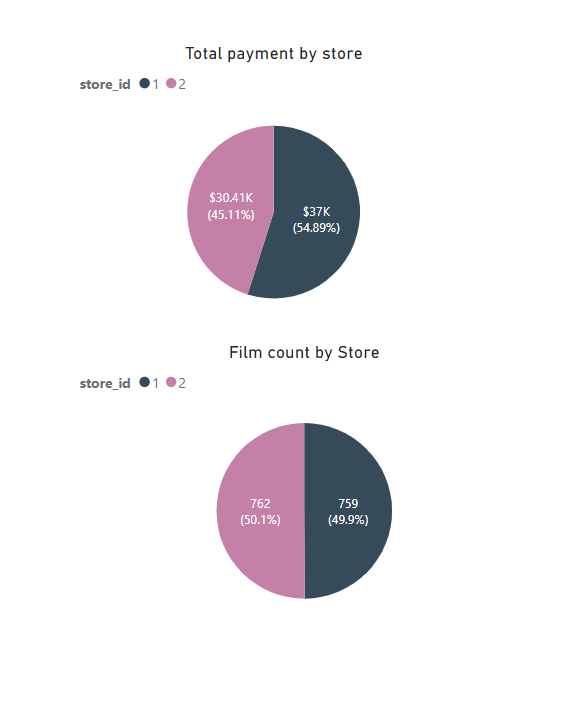 Total payment by store
store_id 1 2
$30.41K
(45.11%)
$37K
(54.89%)
Film count by Store
store_id 1 2
762
(50.1%)
759
(49.9%)